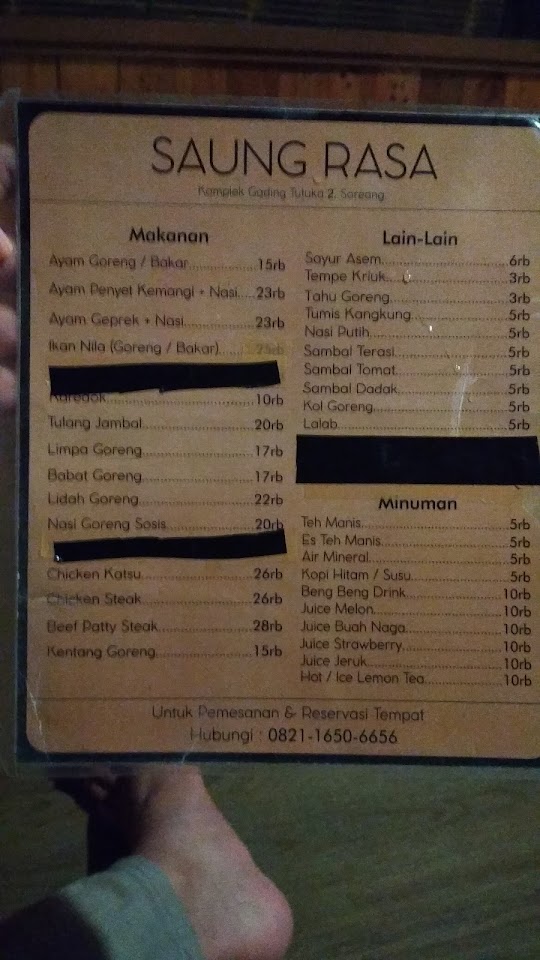 SAUNG RASA
Komplek Gading Tutuka 2, Soreang
Makanan
Ayam Goreng / Bakar 15rb
Ayam Penyet Kemangi + Nasi 23rb
Ayam Geprek + Nasi 23rb
Ikan Nila (Goreng / Bakar) 25rb
Karedok 10rb
Tulang Jambal 20rb
Limpa Goreng 17rb
Babat Goreng 17rb
Lidah Goreng 22rb
Nasi Goreng Sosis 20rb
Chicken Katsu 26rb
Chicken Steak 26rb
Beef Patty Steak 28rb
Kentang Goreng 15rb
Lain-Lain
Sayur Asem 6rb
Tempe Kriuk 3rb
Tahu Goreng 3rb
Tumis Kangkung 5rb
Nasi Putih 5rb
Sambal Terasi 5rb
Sambal Tomat 5rb
Sambal Dadak 5rb
Kol Goreng 5rb
Lalab 5rb
Minuman
Teh Manis 5rb
Es Teh Manis 5rb
Air Mineral 5rb
Kopi Hitam / Susu 5rb
Beng Beng Drink 10rb
Juice Melon 10rb
Juice Buah Naga 10rb
Juice Strawberry 10rb
Juice Jeruk 10rb
Hot / Ice Lemon Tea 10rb
Untuk Pemesanan & Reservasi Tempat
Hubungi : 0821-1650-6656